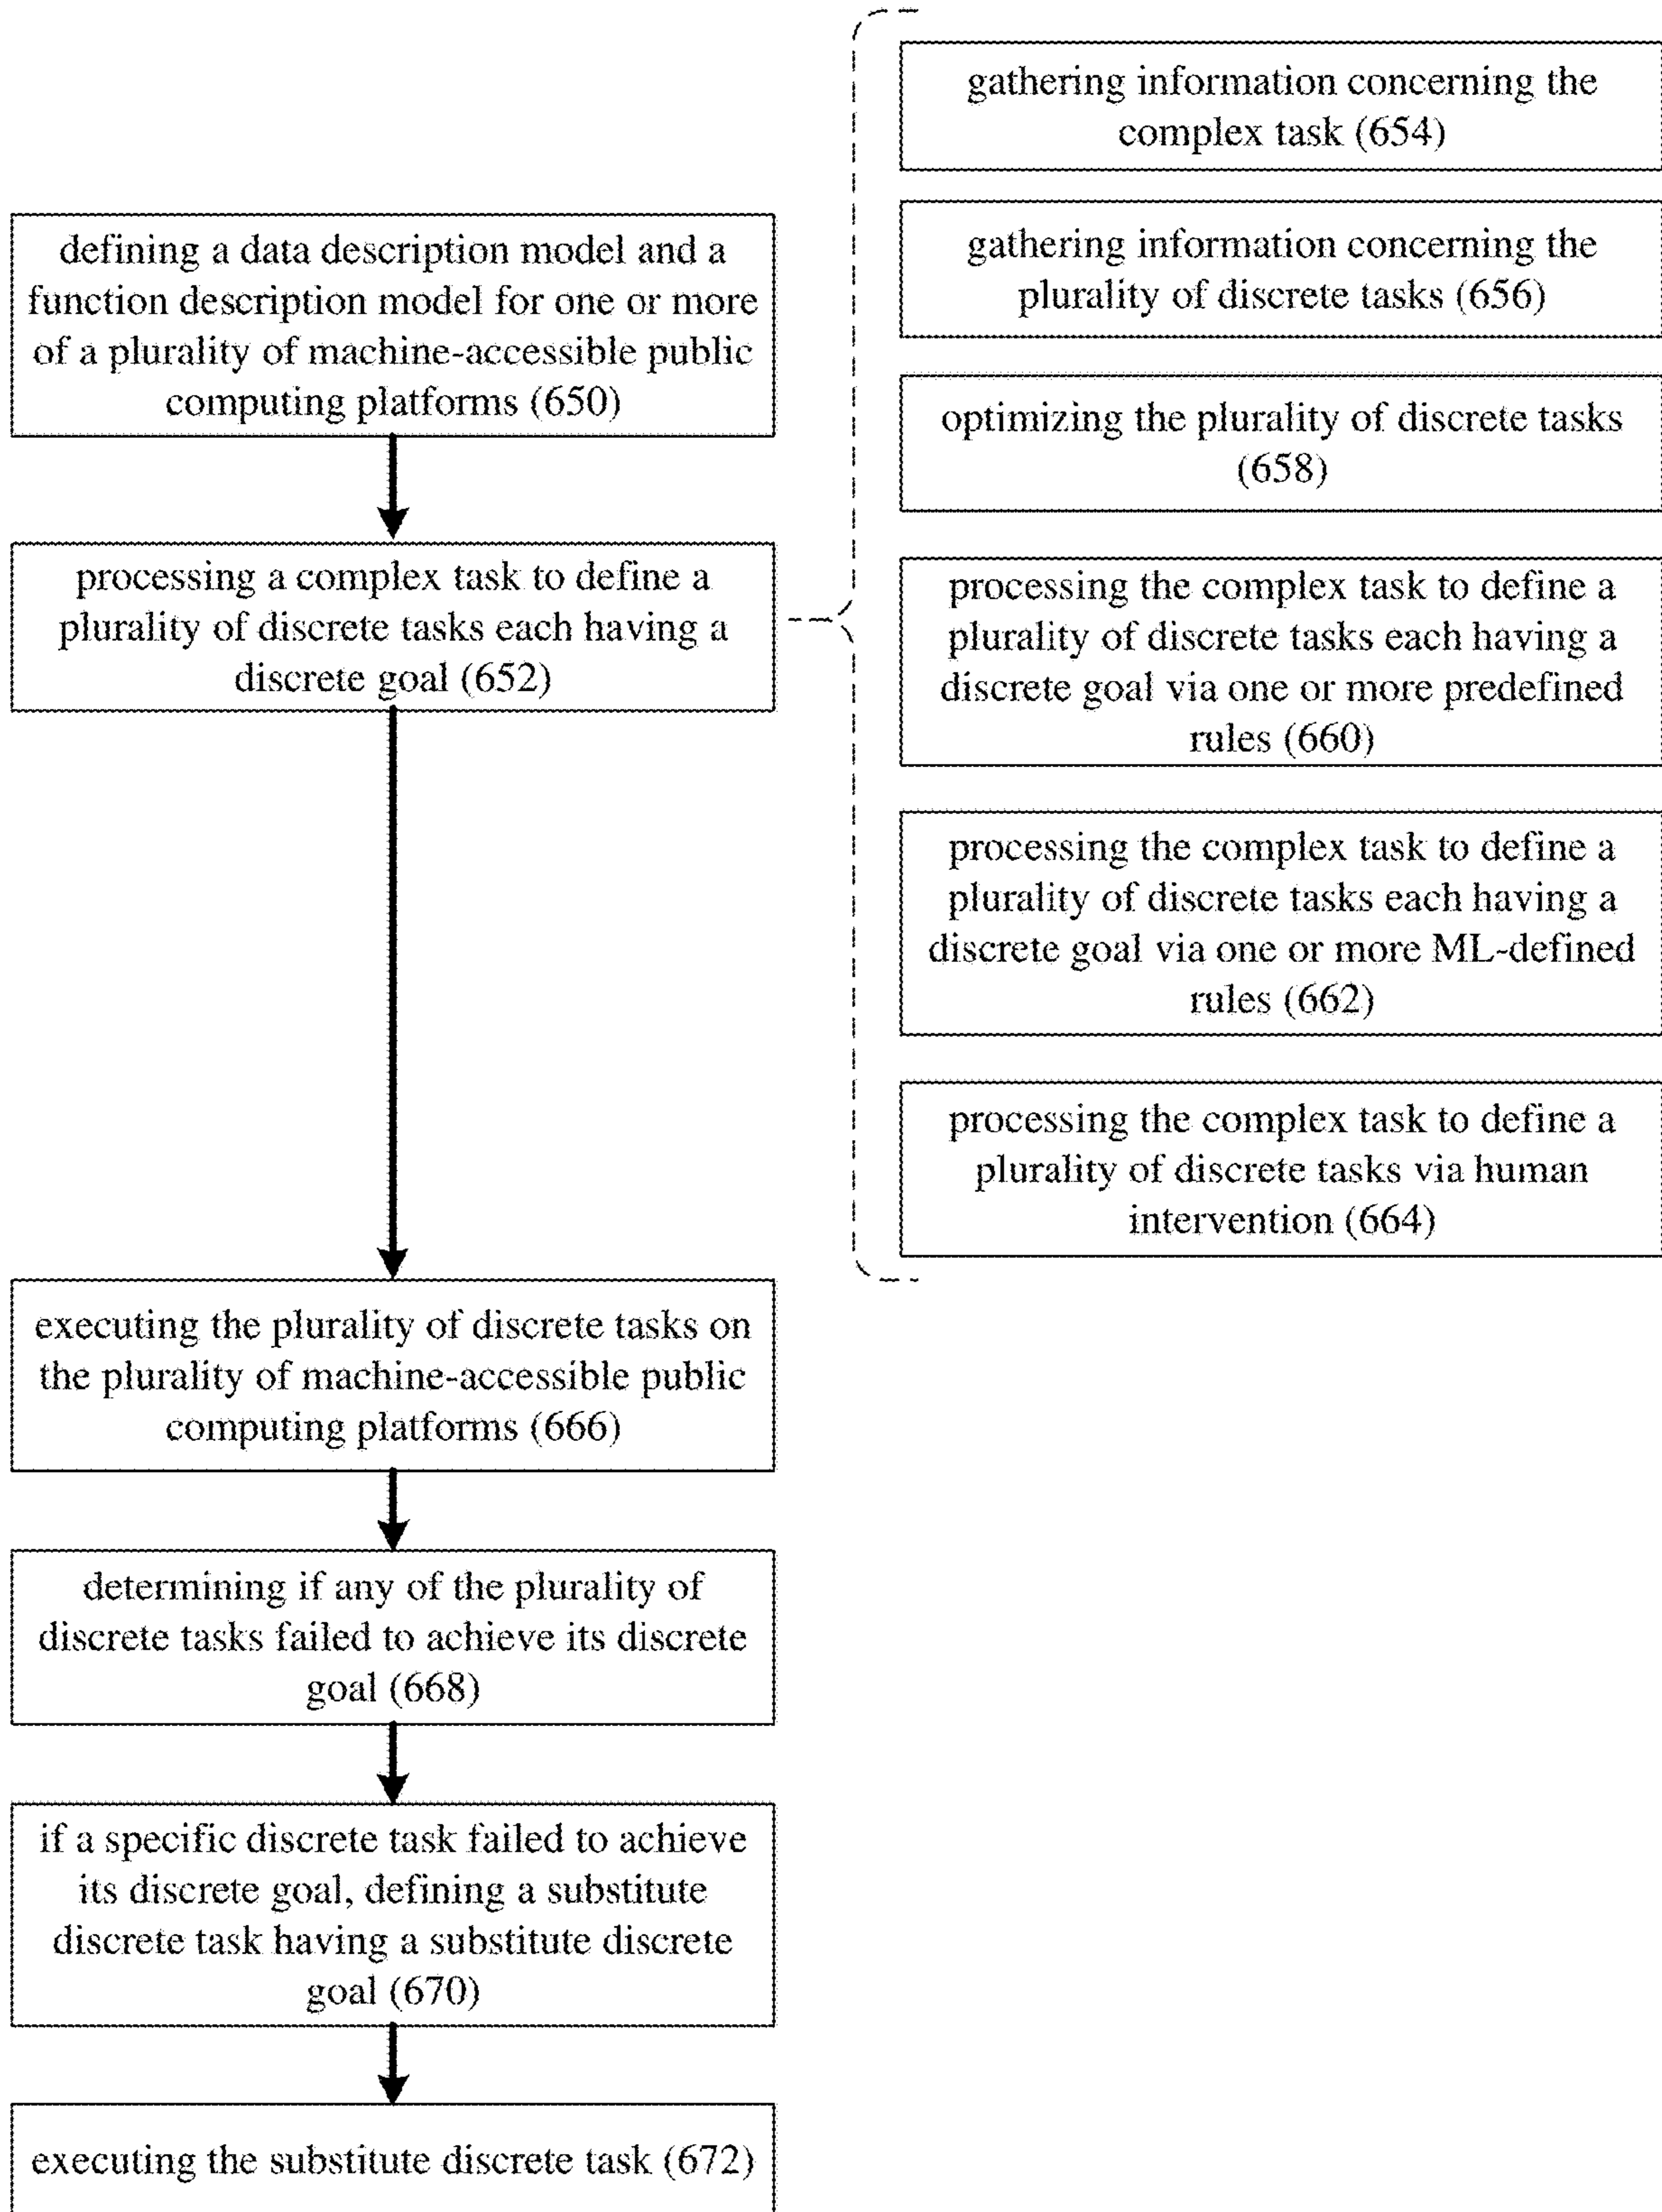 defining a data description model and a
function description model for one or more
of a plurality of machine-accessible public
computing platforms (650)
processing a complex task to define a
plurality of discrete tasks each having a
discrete goal (652)
gathering information concerning the
complex task (654)
gathering information concerning the
plurality of discrete tasks (656)
optimizing the plurality of discrete tasks
(658)
processing the complex task to define a
plurality of discrete tasks each having a
discrete goal via one or more predefined
rules (660)
processing the complex task to define a
plurality of discrete tasks each having a
discrete goal via one or more ML-defined
rules (662)
processing the complex task to define a
plurality of discrete tasks via human
intervention (664)
executing the plurality of discrete tasks on
the plurality of machine-accessible public
computing platforms (666)
determining if any of the plurality of
discrete tasks failed to achieve its discrete
goal (668)
if a specific discrete task failed to achieve
its discrete goal, defining a substitute
discrete task having a substitute discrete
goal (670)
executing the substitute discrete task (672)